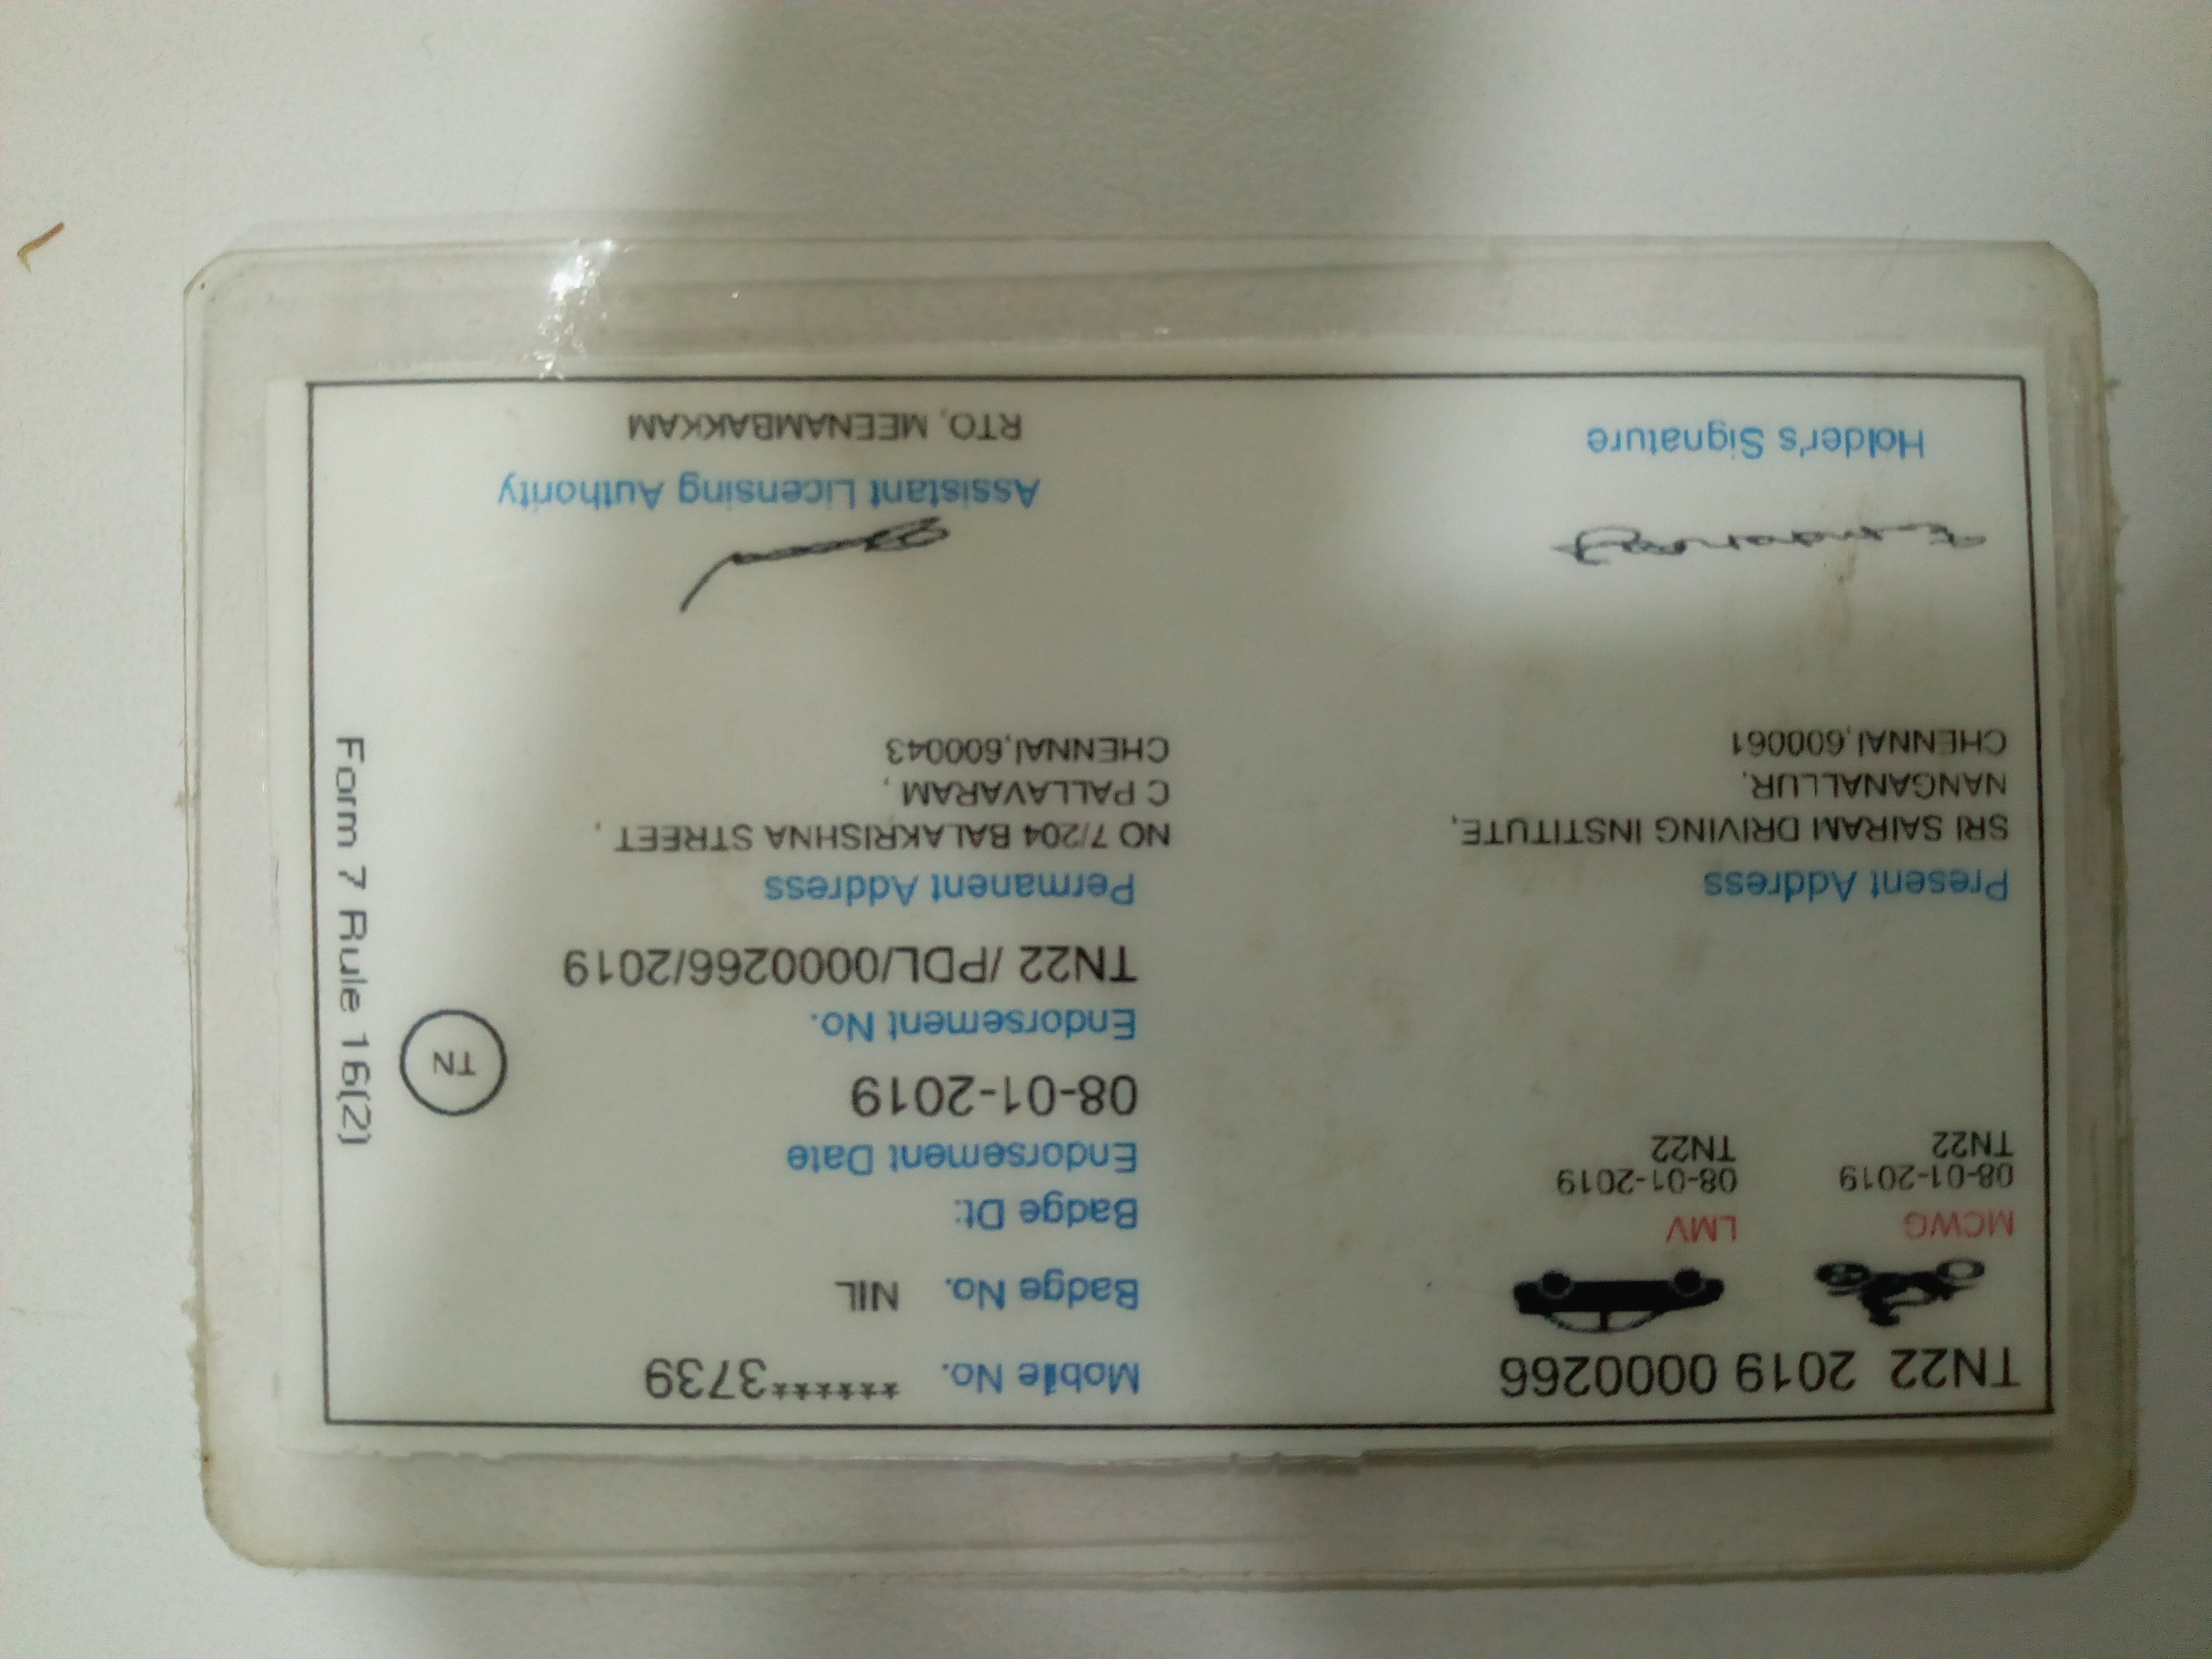 TN22 2019 0000266
MCWG
08-01-2019
TN22
LMV
08-01-2019
TN22
Present Address
SRI SAIRAM DRIVING INSTITUTE,
NANGANALLUR,
CHENNAI,600061
Holder's Signature
Mobile No. ******3739
Badge No. NIL
Badge Dt:
Endorsement Date
08-01-2019
Endorsement No.
TN22 /PDL/0000266/2019
Permanent Address
NO 7/204 BALAKRISHNA STREET ,
C PALLAVARAM ,
CHENNAI,600043
Assistant Licensing Authority
RTO, MEENAMBAKKAM
TN
Form 7 Rule 16(2)